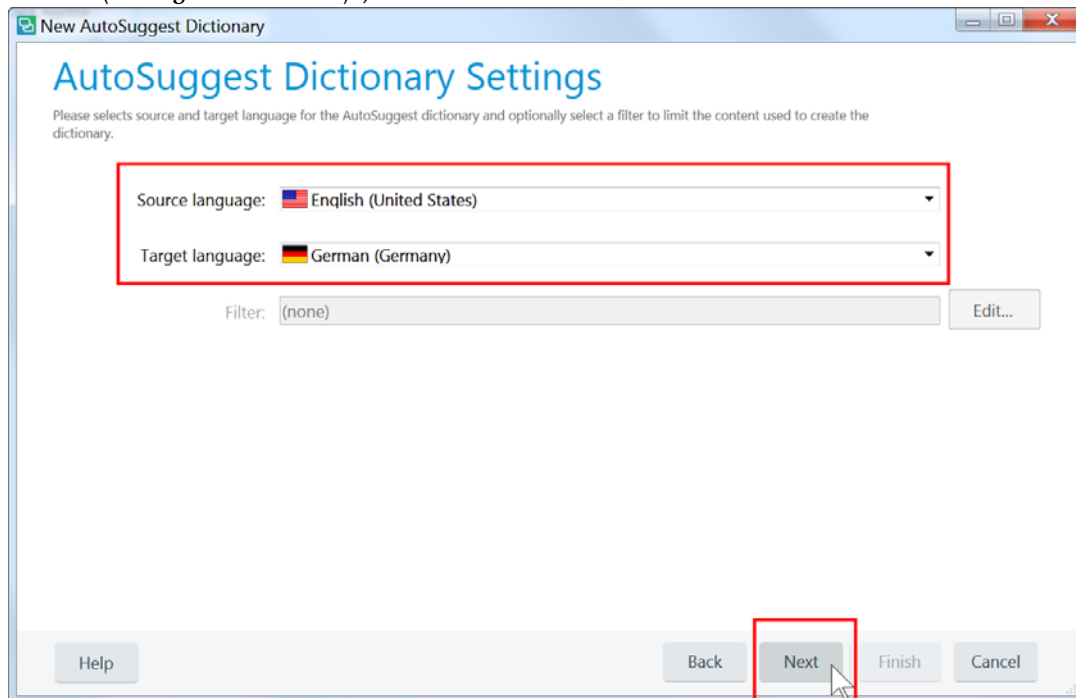 New AutoSuggest Dictionary
AutoSuggest Dictionary Settings
Please selects source and target language for the AutoSuggest dictionary and optionally select a filter to limit the content used to create the
dictionary.
Source language: English (United States)
Target language: German (Germany)
Filter: (none) Edit...
Help Back Next Finish Cancel